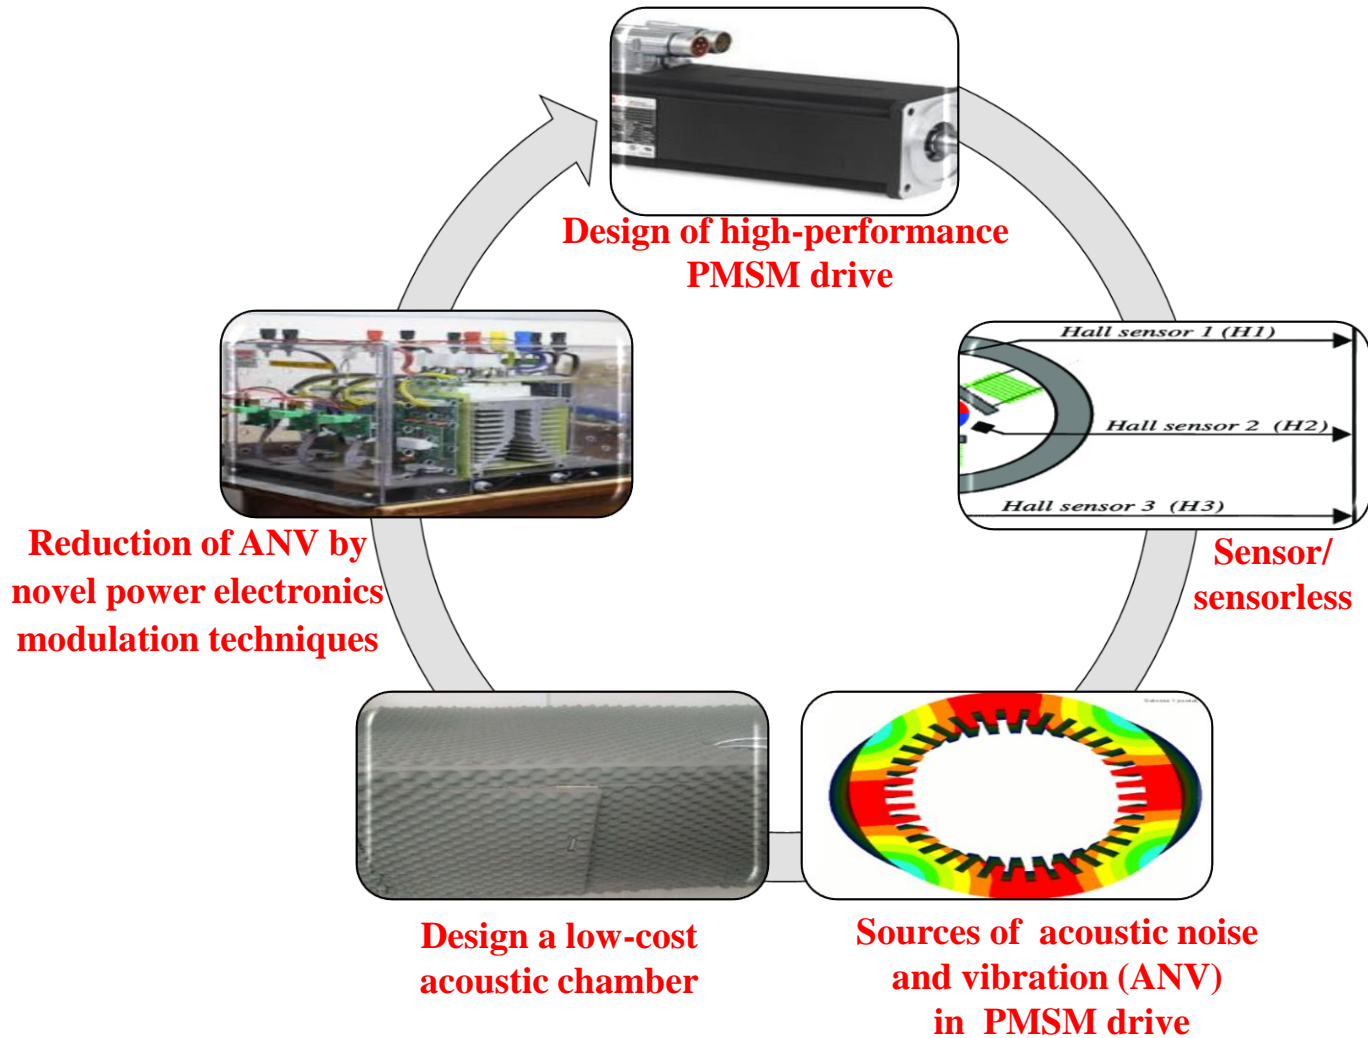 Design of high-performance
PMSM drive
Hall sensor 1 (H1)
Hall sensor 2 (H2)
Hall sensor 3 (H3)
Sensor/
sensorless
Sources of acoustic noise
and vibration (ANV)
in PMSM drive
Design a low-cost
acoustic chamber
Reduction of ANV by
novel power electronics
modulation techniques